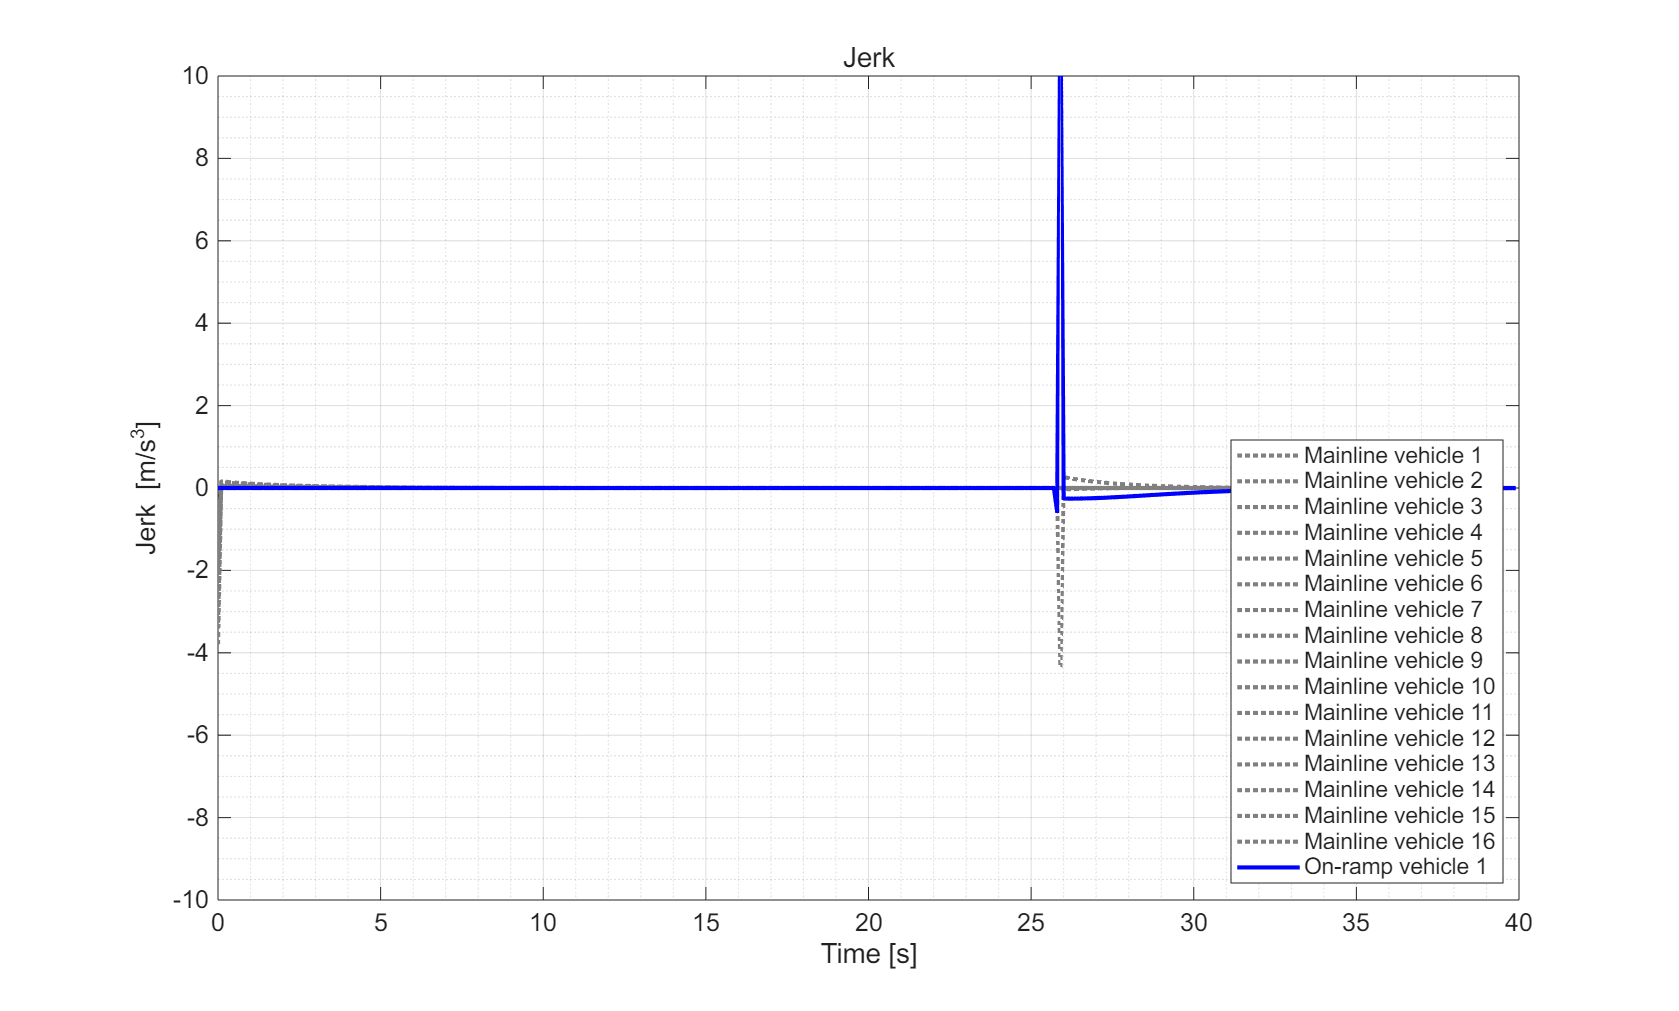 Jerk
10
8
6
4
2
0
-2
-4
-6
-8
-10
Jerk [m/s³]
0 5 10 15 20 25 30 35 40
Time [s]
Mainline vehicle 1
Mainline vehicle 2
Mainline vehicle 3
Mainline vehicle 4
Mainline vehicle 5
Mainline vehicle 6
Mainline vehicle 7
Mainline vehicle 8
Mainline vehicle 9
Mainline vehicle 10
Mainline vehicle 11
Mainline vehicle 12
Mainline vehicle 13
Mainline vehicle 14
Mainline vehicle 15
Mainline vehicle 16
On-ramp vehicle 1